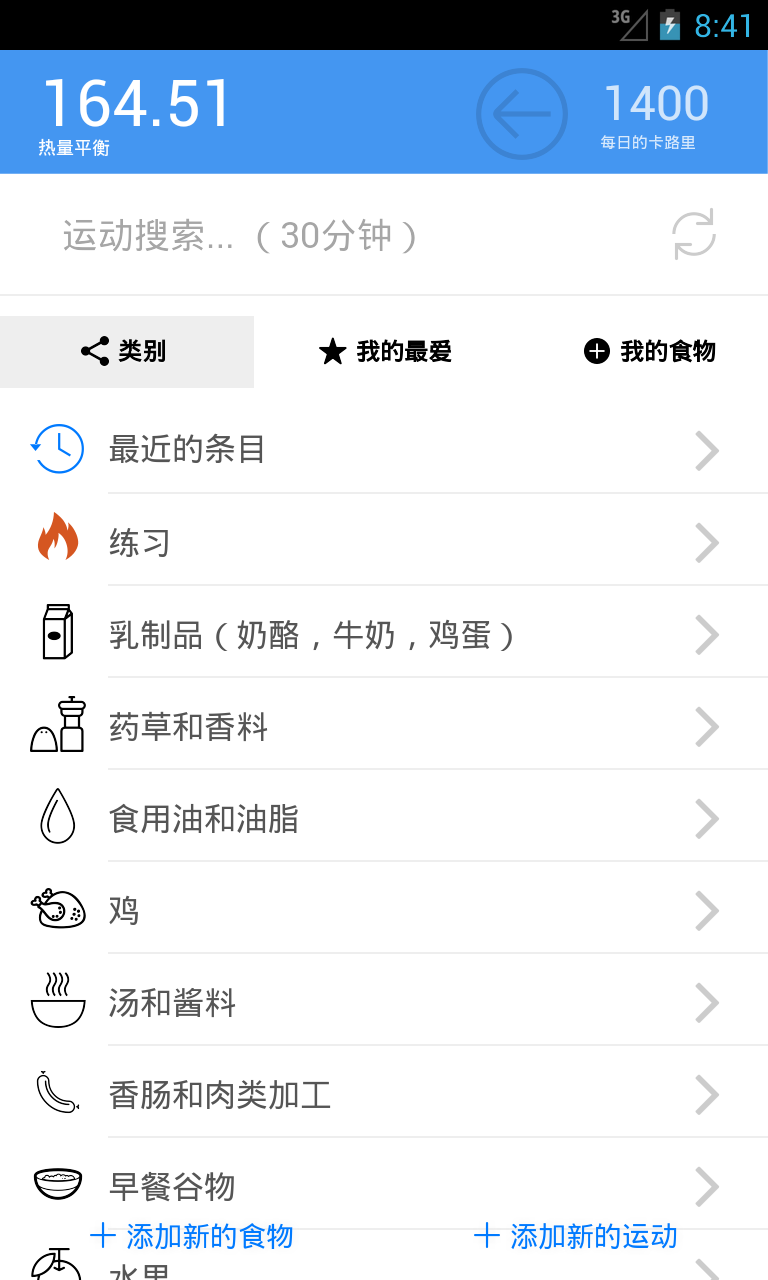 3G 8:41
164.51
热量平衡
1400
每日的卡路里
运动搜索... （30分钟）
类别
我的最爱
我的食物
最近的条目
练习
乳制品（奶酪，牛奶，鸡蛋）
药草和香料
食用油和油脂
鸡
汤和酱料
香肠和肉类加工
早餐谷物
添加新的食物
添加新的运动
水果